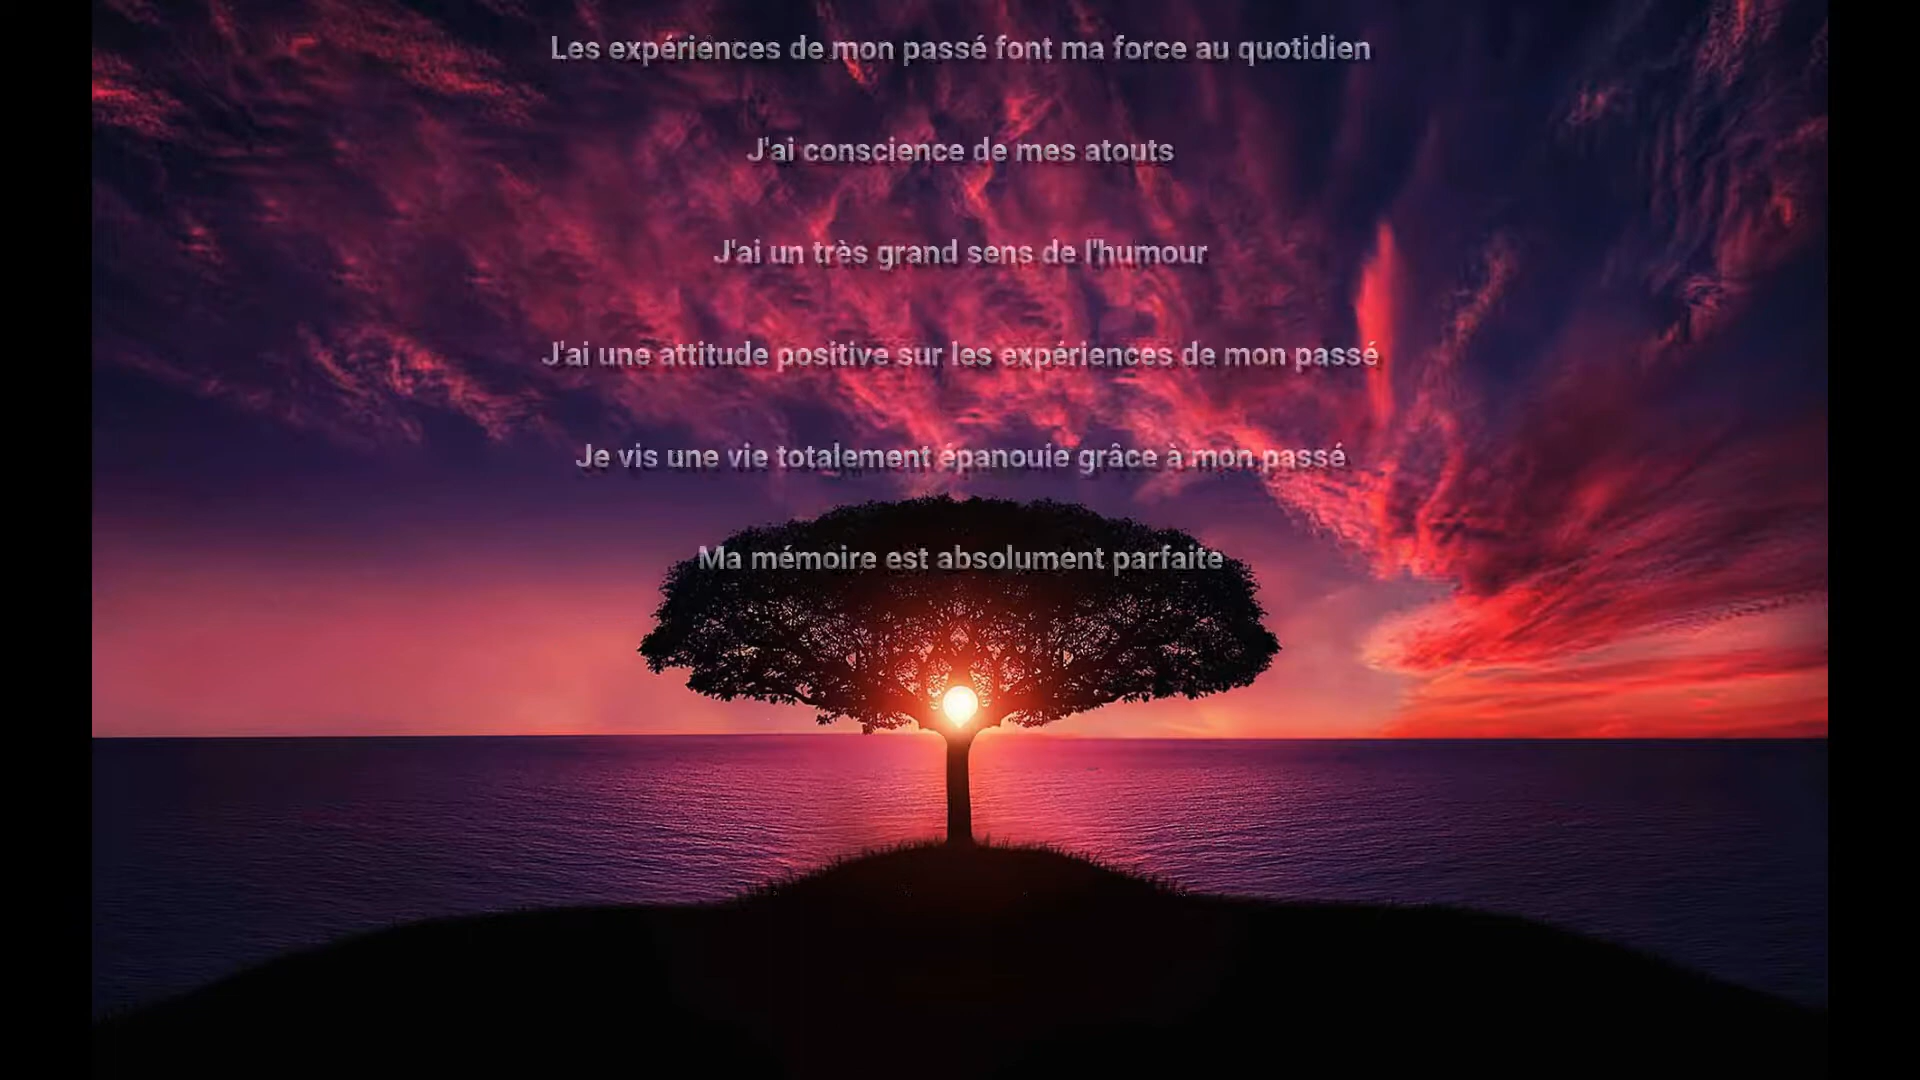 Les expériences de mon passé font ma force au quotidien
J'ai conscience de mes atouts
J'ai un très grand sens de l'humour
J'ai une attitude positive sur les expériences de mon passé
Je vis une vie totalement épanouie grâce à mon passé
Ma mémoire est absolument parfaite